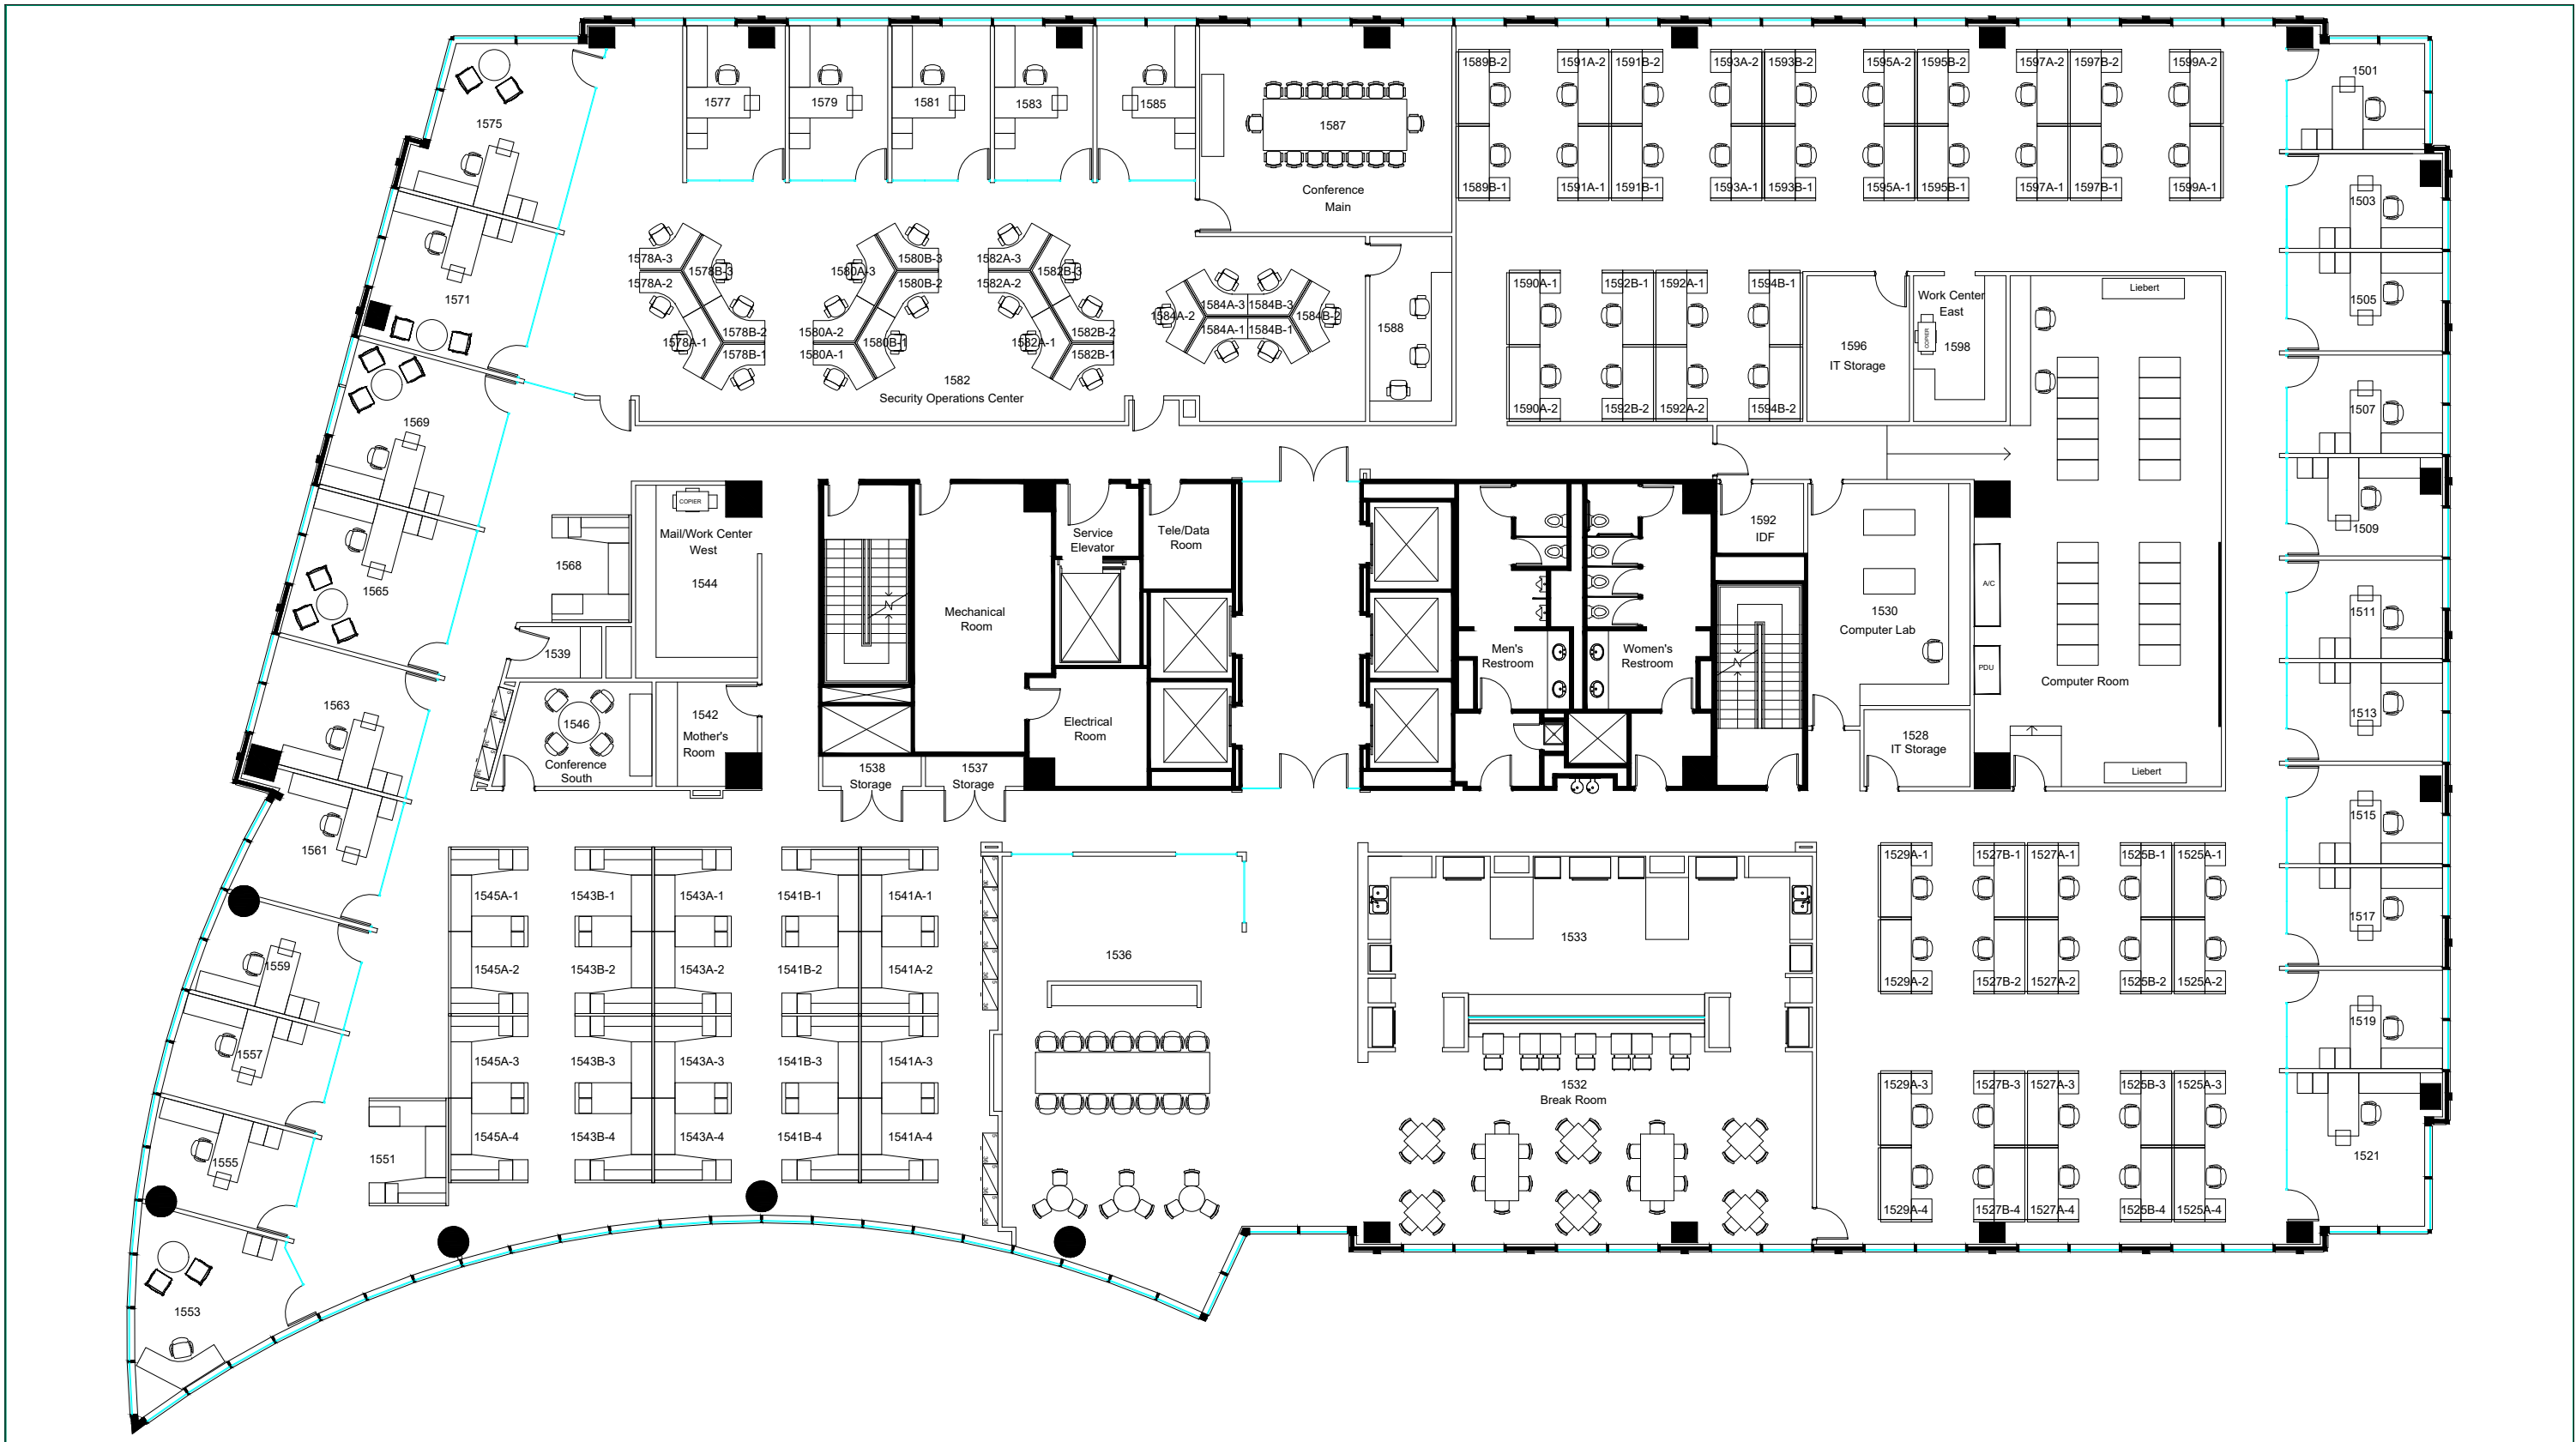 1589B-2
1591A-2
1591B-2
1593A-2
1593B-2
1595A-2
1595B-2
1597A-2
1597B-2
1599A-2
1501
1575
1577
1579
1581
1583
1585
1587
Conference
Main
1589B-1
1591A-1
1591B-1
1593A-1
1593B-1
1595A-1
1595B-1
1597A-1
1597B-1
1599A-1
1503
1571
1578A-3
1578B-3
1578A-2
1578B-2
1578A-1
1578B-1
1580A-3
1580B-3
1580B-2
1580A-2
1580B-1
1580A-1
1582A-3
1582B-3
1582A-2
1582B-2
1582A-1
1582B-1
1584A-3
1584B-3
1584A-2
1584B-2
1584A-1
1584B-1
1582
Security Operations Center
1588
1590A-1
1592B-1
1592A-1
1594B-1
1590A-2
1592B-2
1592A-2
1594B-2
1596
IT Storage
Work Center
East
COPIER
1598
Liebert
1505
1507
1509
1569
1565
1568
COPIER
Mail/Work Center
West
1544
Mechanical
Room
Service
Elevator
Tele/Data
Room
N
1592
IDF
A/C
PDU
1530
Computer Lab
Computer Room
1511
1513
1539
1563
1546
Conference
South
1542
Mother's
Room
Electrical
Room
Men's
Restroom
Women's
Restroom
N
1528
IT Storage
Liebert
1538
Storage
1537
Storage
1561
1515
1517
1545A-1
1543B-1
1543A-1
1541B-1
1541A-1
1545A-2
1543B-2
1543A-2
1541B-2
1541A-2
1545A-3
1543B-3
1543A-3
1541B-3
1541A-3
1545A-4
1543B-4
1543A-4
1541B-4
1541A-4
1536
1533
1532
Break Room
1529A-1
1527B-1
1527A-1
1525B-1
1525A-1
1529A-2
1527B-2
1527A-2
1525B-2
1525A-2
1529A-3
1527B-3
1527A-3
1525B-3
1525A-3
1529A-4
1527B-4
1527A-4
1525B-4
1525A-4
1519
1521
1559
1557
1555
1551
1553